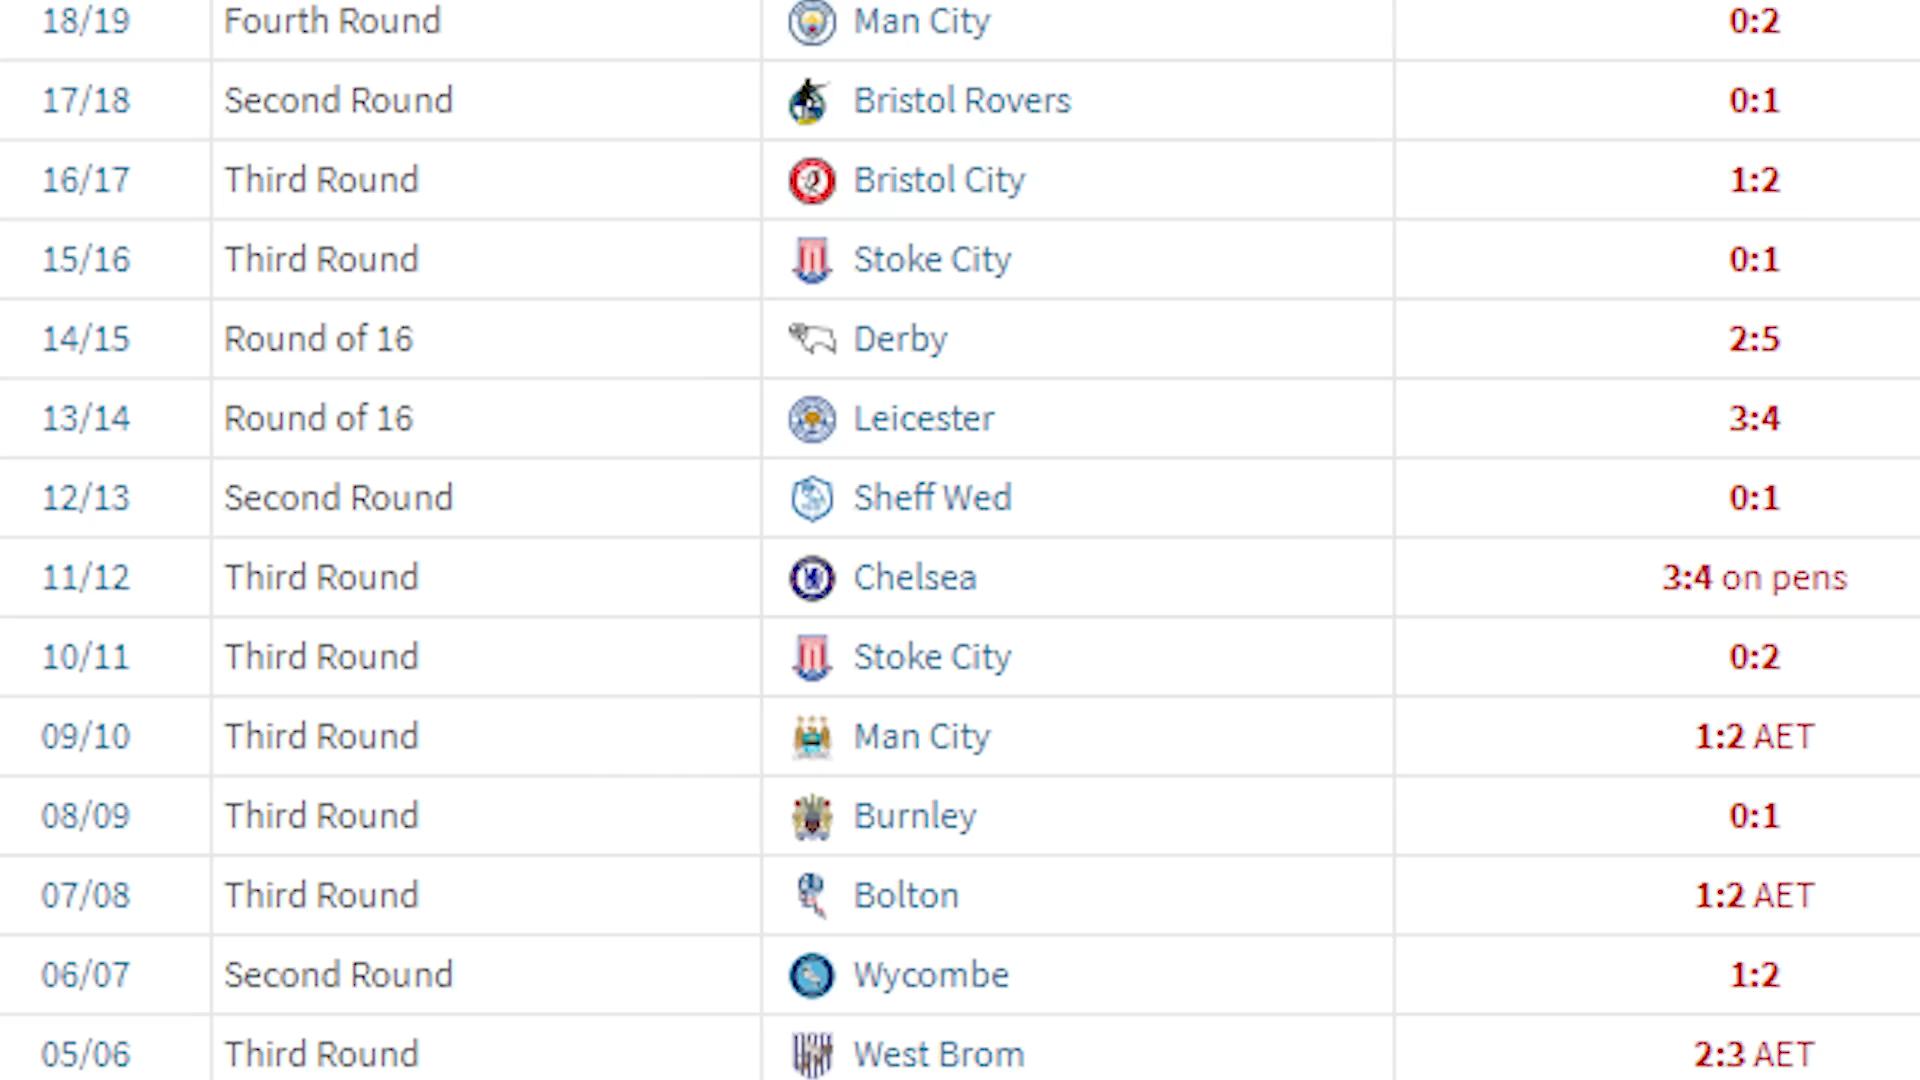 18/19 Fourth Round Man City 0:2
17/18 Second Round Bristol Rovers 0:1
16/17 Third Round Bristol City 1:2
15/16 Third Round Stoke City 0:1
14/15 Round of 16 Derby 2:5
13/14 Round of 16 Leicester 3:4
12/13 Second Round Sheff Wed 0:1
11/12 Third Round Chelsea 3:4 on pens
10/11 Third Round Stoke City 0:2
09/10 Third Round Man City 1:2 AET
08/09 Third Round Burnley 0:1
07/08 Third Round Bolton 1:2 AET
06/07 Second Round Wycombe 1:2
05/06 Third Round West Brom 2:3 AET